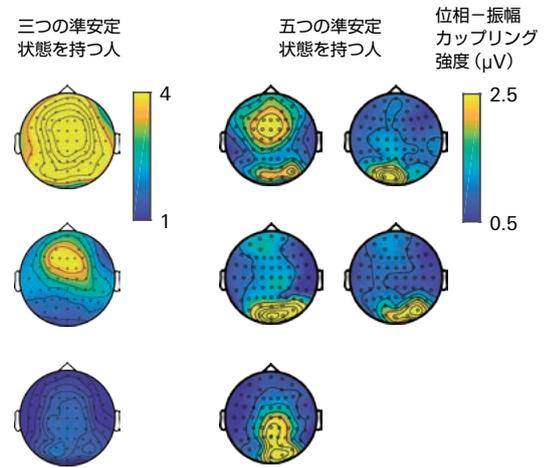 三つの準安定
状態を持つ人
五つの準安定
状態を持つ人
位相－振幅
カップリング
強度（μV）
4
1
2.5
0.5